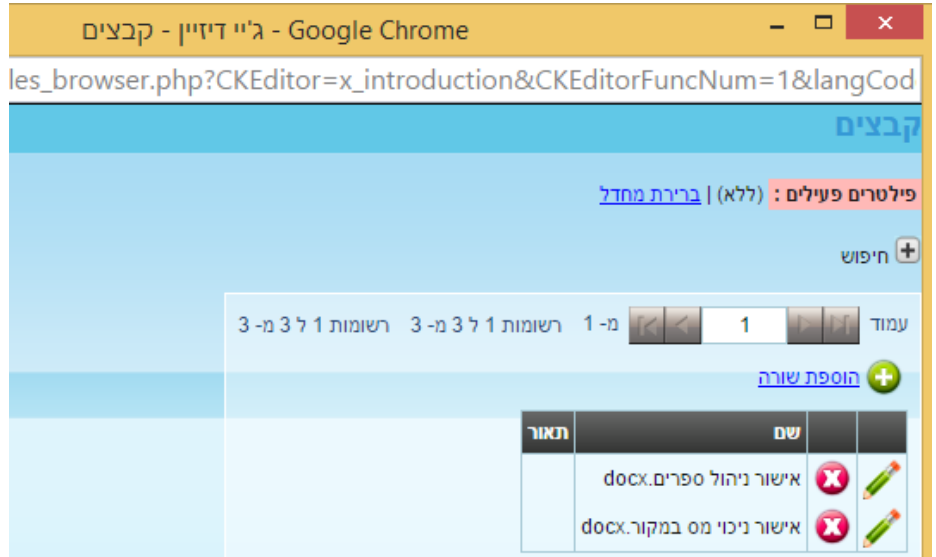 ג'יי דיזיין - קבצים - Google Chrome
les_browser.php?CKEditor=x_introduction&CKEditorFuncNum=1&langCod
קבצים
פילטרים פעילים : (ללא) | ברירת מחדל
חיפוש
עמוד 1 מ- 1 רשומות 1 ל 3 מ- 3 רשומות 1 ל 3 מ- 3
הוספת שורה
שם תאור
אישור ניהול ספרים.docx
אישור ניכוי מס במקור.docx